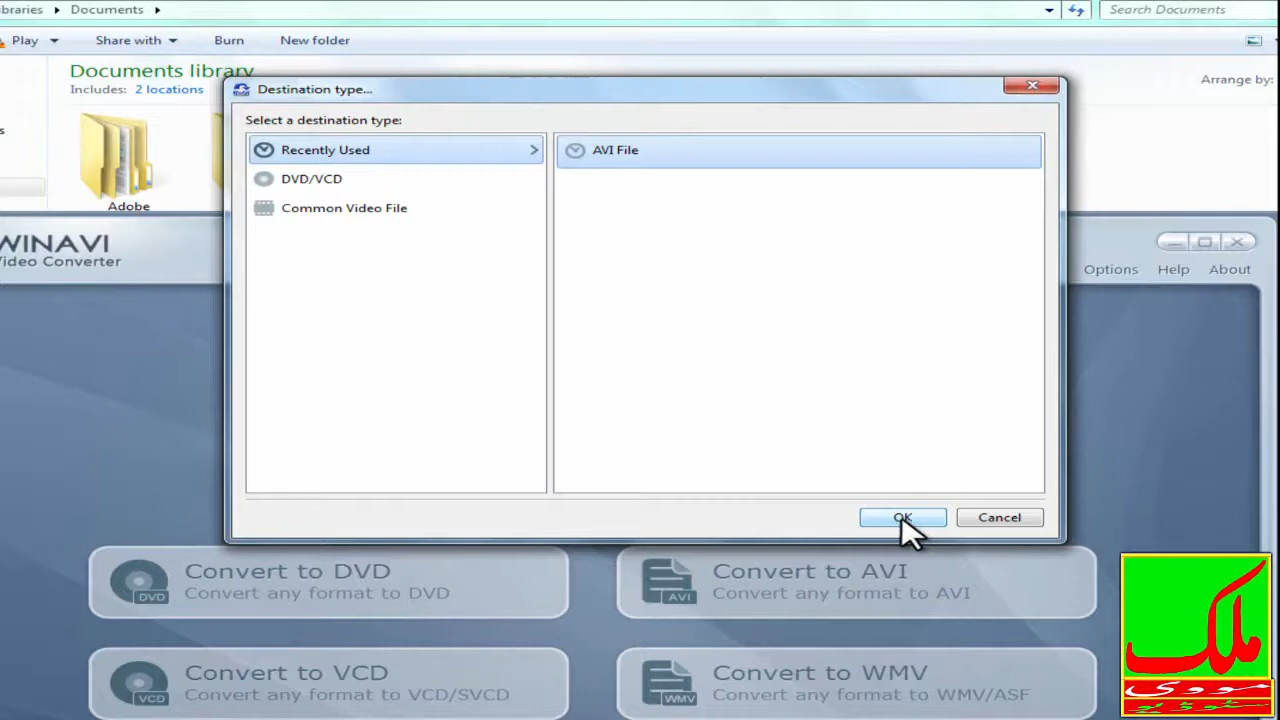 ibraries ▸ Documents ▸
Search Documents
Play
Share with
Burn
New folder
Documents library
Includes: 2 locations
Arrange by:
Adobe
Destination type...
Select a destination type:
Recently Used
DVD/VCD
Common Video File
AVI File
OK
Cancel
WINAVI
Video Converter
Options
Help
About
Convert to DVD
Convert any format to DVD
DVD
Convert to AVI
Convert any format to AVI
AVI
Convert to VCD
Convert any format to VCD/SVCD
VCD
Convert to WMV
Convert any format to WMV/ASF
WMV
ملک
مووی
سٹوڈیو